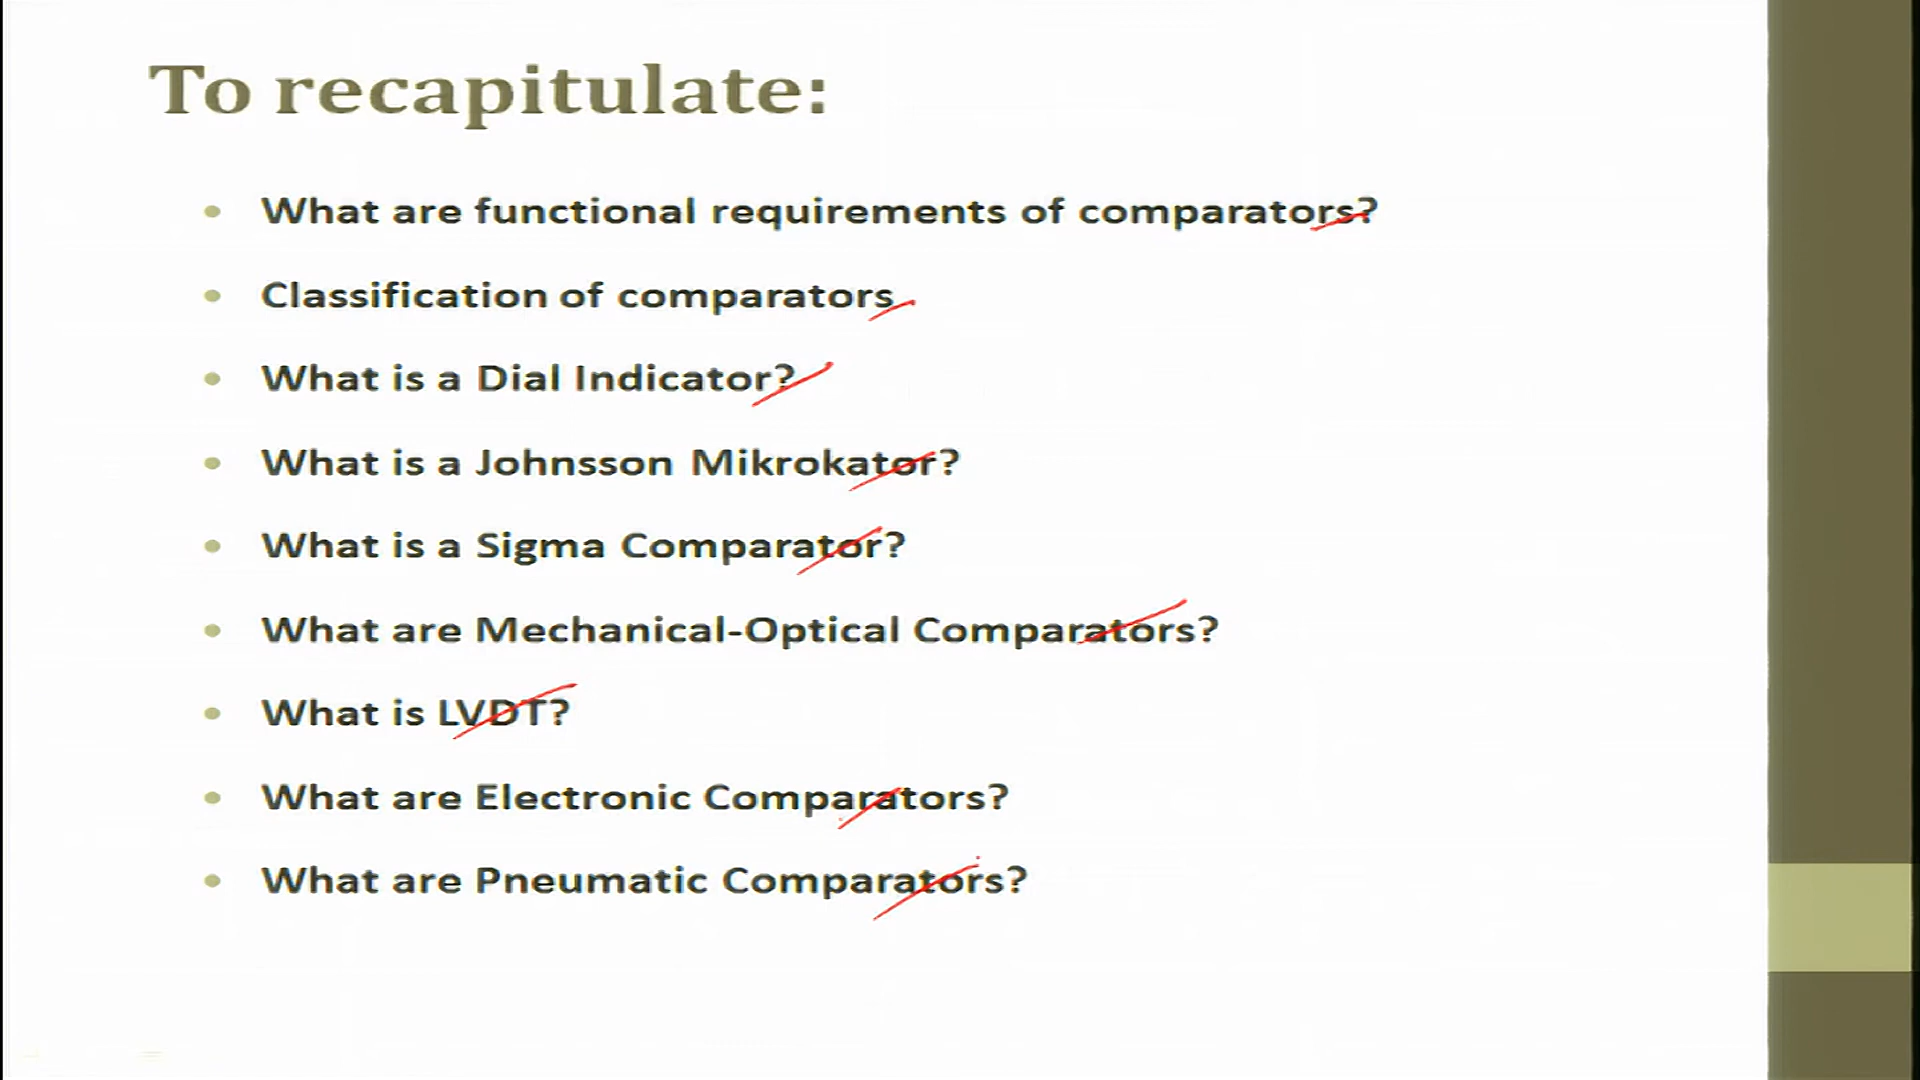 To recapitulate:
• What are functional requirements of comparators?
• Classification of comparators
• What is a Dial Indicator?
• What is a Johnsson Mikrokator?
• What is a Sigma Comparator?
• What are Mechanical-Optical Comparators?
• What is LVDT?
• What are Electronic Comparators?
• What are Pneumatic Comparators?